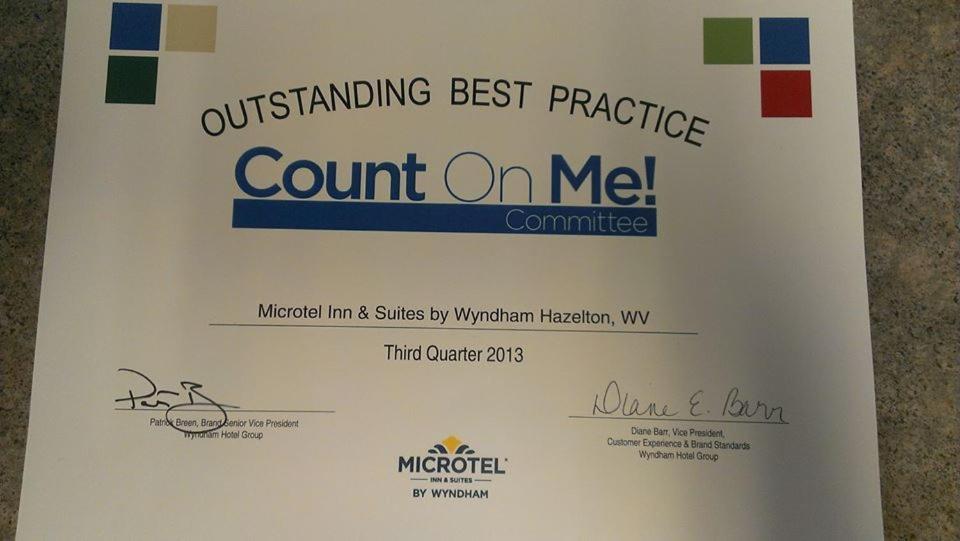 OUTSTANDING BEST PRACTICE
Count On Me!
Committee
Microtel Inn & Suites by Wyndham Hazelton, WV
Third Quarter 2013
Patrick Breen, Brand Senior Vice President
Wyndham Hotel Group
Diane E. Barr
Diane Barr, Vice President,
Customer Experience & Brand Standards
Wyndham Hotel Group
MICROTEL
INN & SUITES
BY WYNDHAM